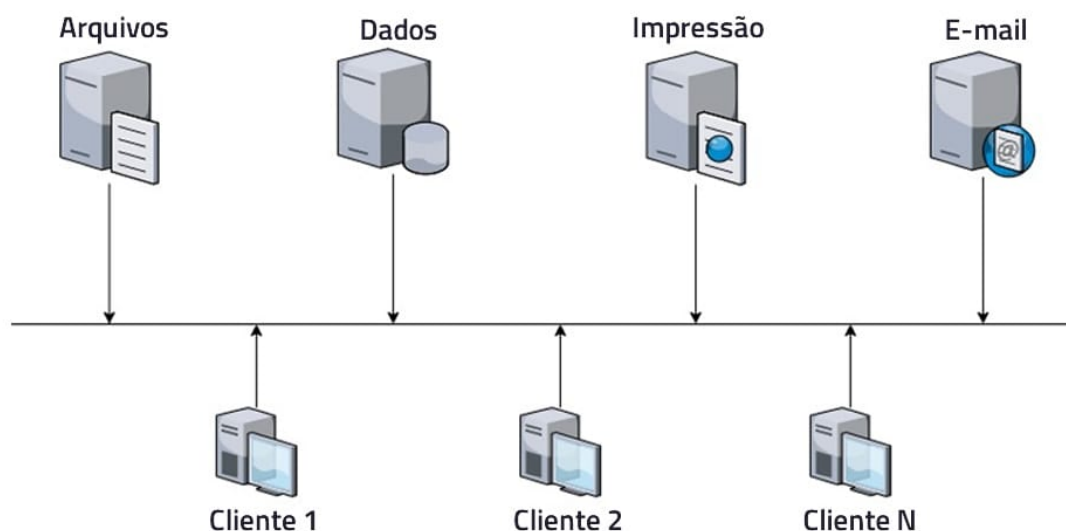 Arquivos
Dados
Impressão
E-mail
@
Cliente 1
Cliente 2
Cliente N